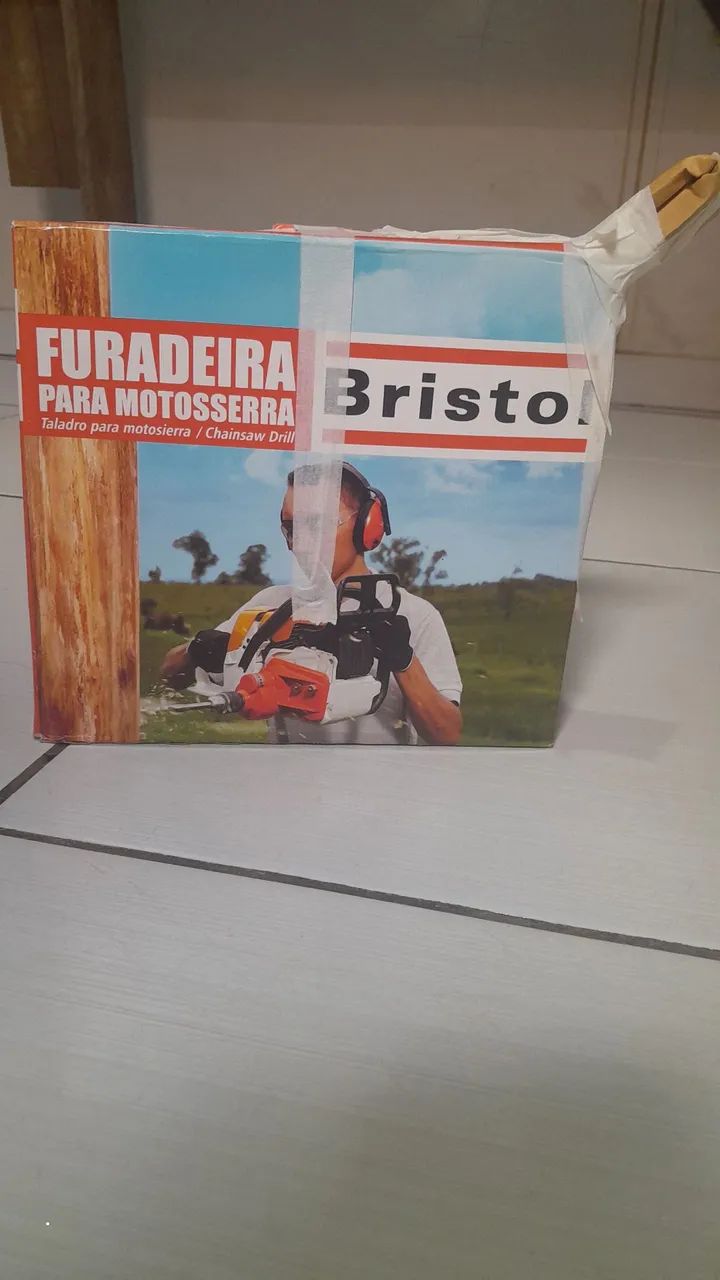 FURADEIRA
PARA MOTOSSERRA
Taladro para motosierra / Chainsaw Drill
Bristol